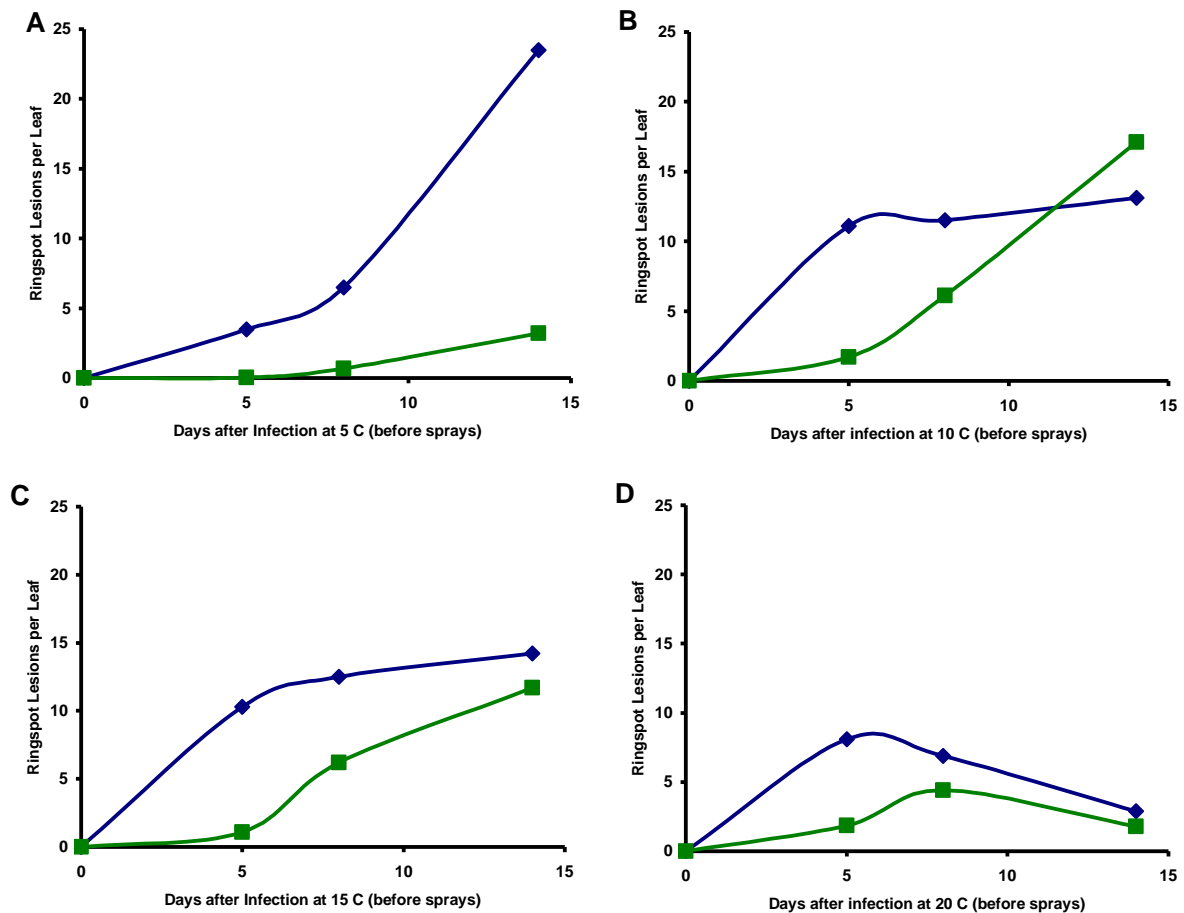 A
25
20
15
10
5
0
Ringspot Lesions per Leaf
0 5 10 15
Days after Infection at 5 C (before sprays)
B
25
20
15
10
5
0
Ringspot Lesions per Leaf
0 5 10 15
Days after infection at 10 C (before sprays)
C
25
20
15
10
5
0
Ringspot Lesions per Leaf
0 5 10 15
Days after Infection at 15 C (before sprays)
D
25
20
15
10
5
0
Ringspot Lesions per Leaf
0 5 10 15
Days after infection at 20 C (before sprays)